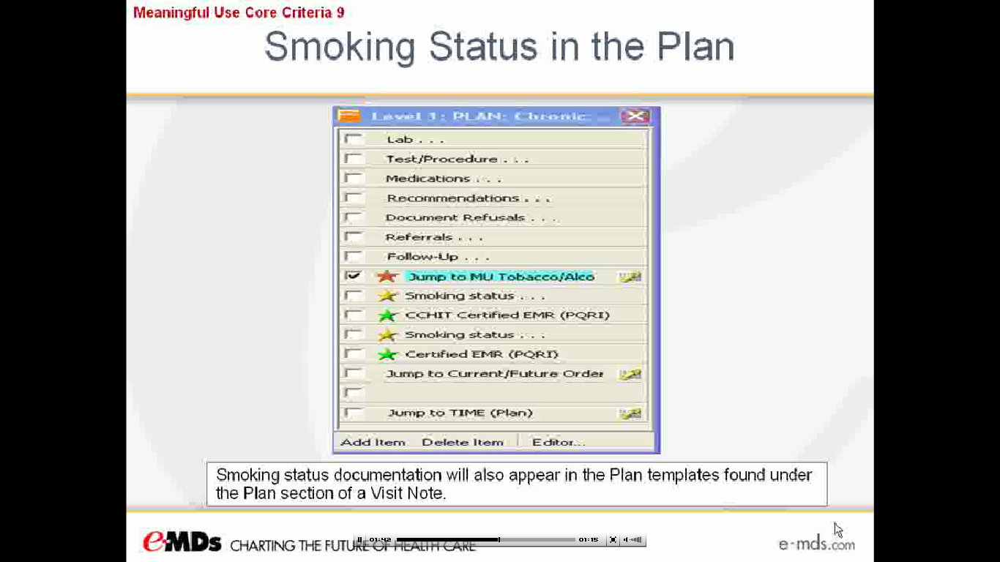 Meaningful Use Core Criteria 9
Smoking Status in the Plan
Level 1: PLAN: Chronic ...
Lab . . .
Test/Procedure . . .
Medications . . .
Recommendations . . .
Document Refusals . . .
Referrals . . .
Follow-Up . . .
Jump to MU Tobacco/Alco
Smoking status . . .
CCHIT Certified EMR (PQRI)
Smoking status . . .
Certified EMR (PQRI)
Jump to Current/Future Order
Jump to TIME (Plan)
Add Item Delete Item Editor...
Smoking status documentation will also appear in the Plan templates found under
the Plan section of a Visit Note.
e-MDs CHARTING THE FUTURE OF HEALTH CARE
01:42 01:15
e-mds.com